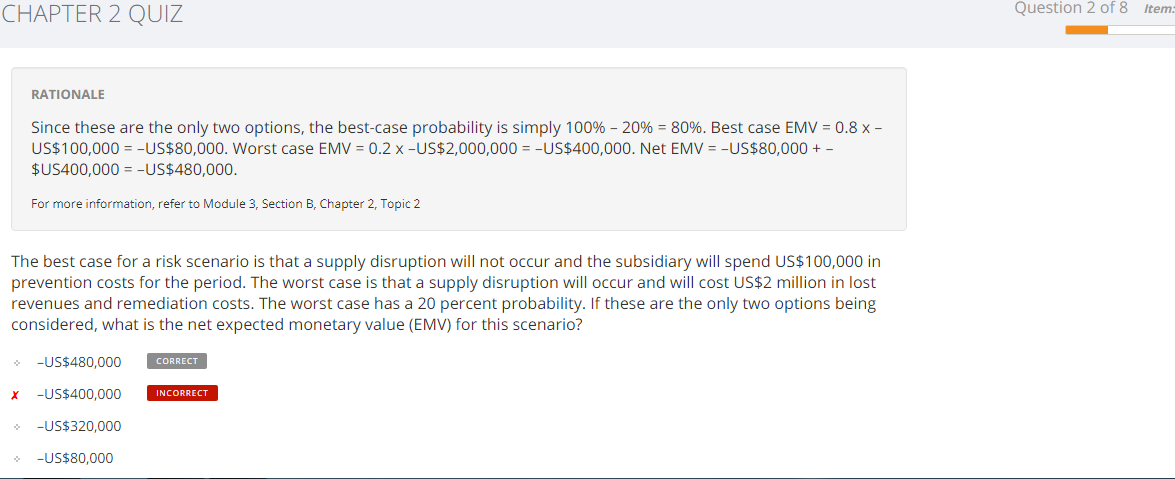 CHAPTER 2 QUIZ
Question 2 of 8 Item:
RATIONALE
Since these are the only two options, the best-case probability is simply 100% – 20% = 80%. Best case EMV = 0.8 x –
US$100,000 = –US$80,000. Worst case EMV = 0.2 x –US$2,000,000 = –US$400,000. Net EMV = –US$80,000 + –
$US400,000 = –US$480,000.
For more information, refer to Module 3, Section B, Chapter 2, Topic 2
The best case for a risk scenario is that a supply disruption will not occur and the subsidiary will spend US$100,000 in
prevention costs for the period. The worst case is that a supply disruption will occur and will cost US$2 million in lost
revenues and remediation costs. The worst case has a 20 percent probability. If these are the only two options being
considered, what is the net expected monetary value (EMV) for this scenario?
–US$480,000 CORRECT
✗ –US$400,000 INCORRECT
–US$320,000
–US$80,000